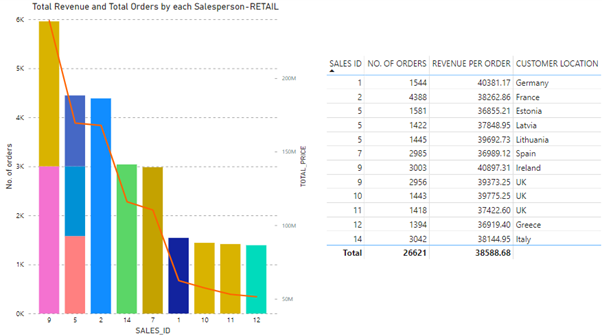 Total Revenue and Total Orders by each Salesperson-RETAIL
6K
5K
4K
3K
2K
1K
0K
No. of orders
9 5 2 14 7 1 10 11 12
SALES_ID
200M
150M
100M
50M
TOTAL_PRICE
SALES ID NO. OF ORDERS REVENUE PER ORDER CUSTOMER LOCATION
1 1544 40381.17 Germany
2 4388 38262.86 France
5 1581 36855.21 Estonia
5 1422 37848.95 Latvia
5 1445 39692.73 Lithuania
7 2985 36989.12 Spain
9 3003 40897.31 Ireland
9 2956 39373.25 UK
10 1443 39775.25 UK
11 1418 37422.60 UK
12 1394 36919.40 Greece
14 3042 38144.95 Italy
Total 26621 38588.68